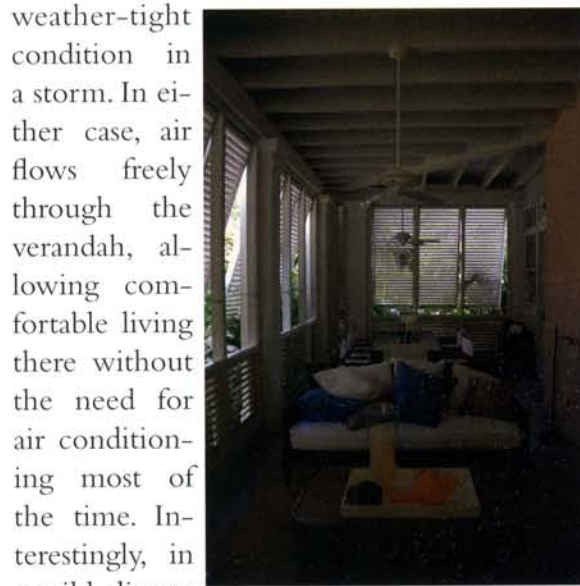 weather-tight
condition in
a storm. In ei-
ther case, air
flows freely
through the
verandah, al-
lowing com-
fortable living
there without
the need for
air condition-
ing most of
the time. In-
terestingly, in